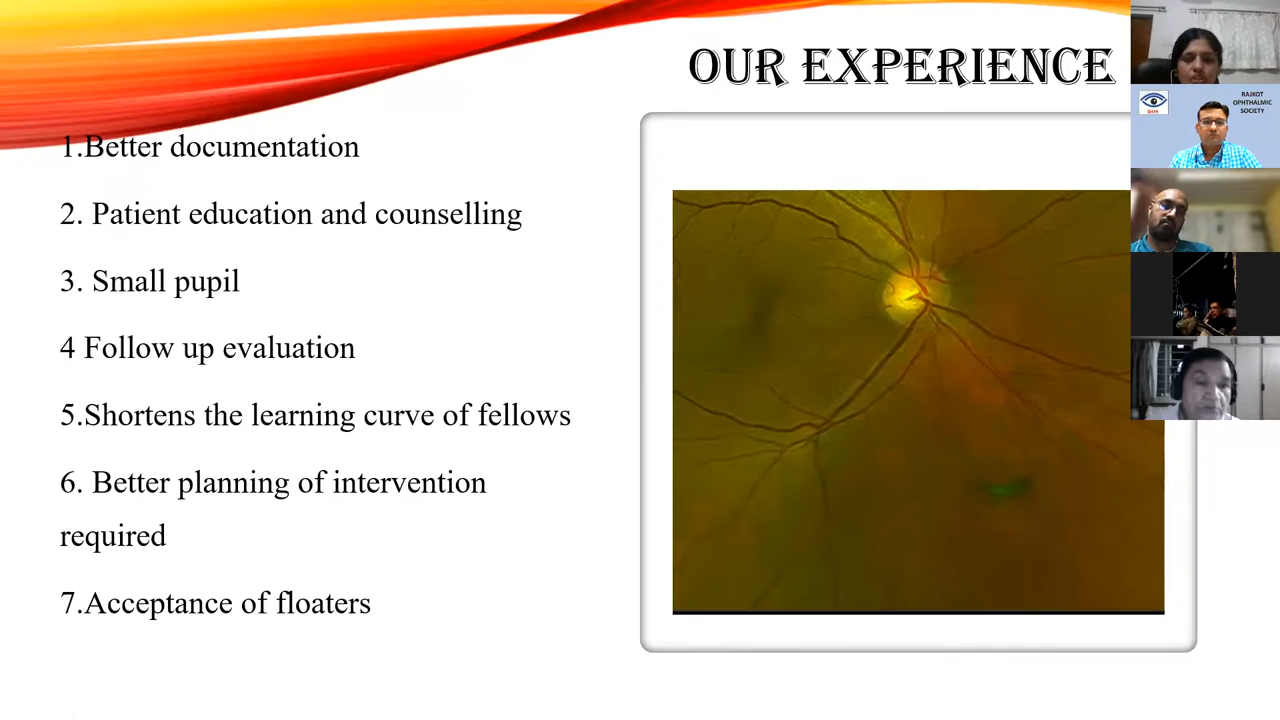 OUR EXPERIENCE
1.Better documentation
2. Patient education and counselling
3. Small pupil
4 Follow up evaluation
5.Shortens the learning curve of fellows
6. Better planning of intervention
required
7.Acceptance of floaters
RAJKOT
OPHTHALMIC
SOCIETY